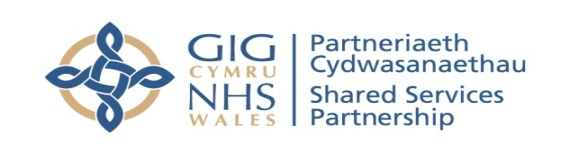 GIG
CYMRU
NHS
WALES
Partneriaeth
Cydwasanaethau
Shared Services
Partnership